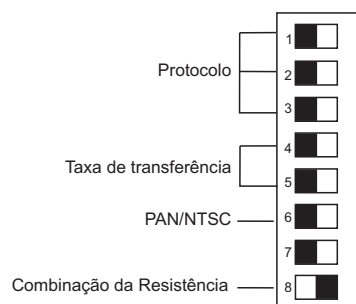 1
Protocolo
2
3
4
Taxa de transferência
5
PAN/NTSC
6
7
Combinação da Resistência
8